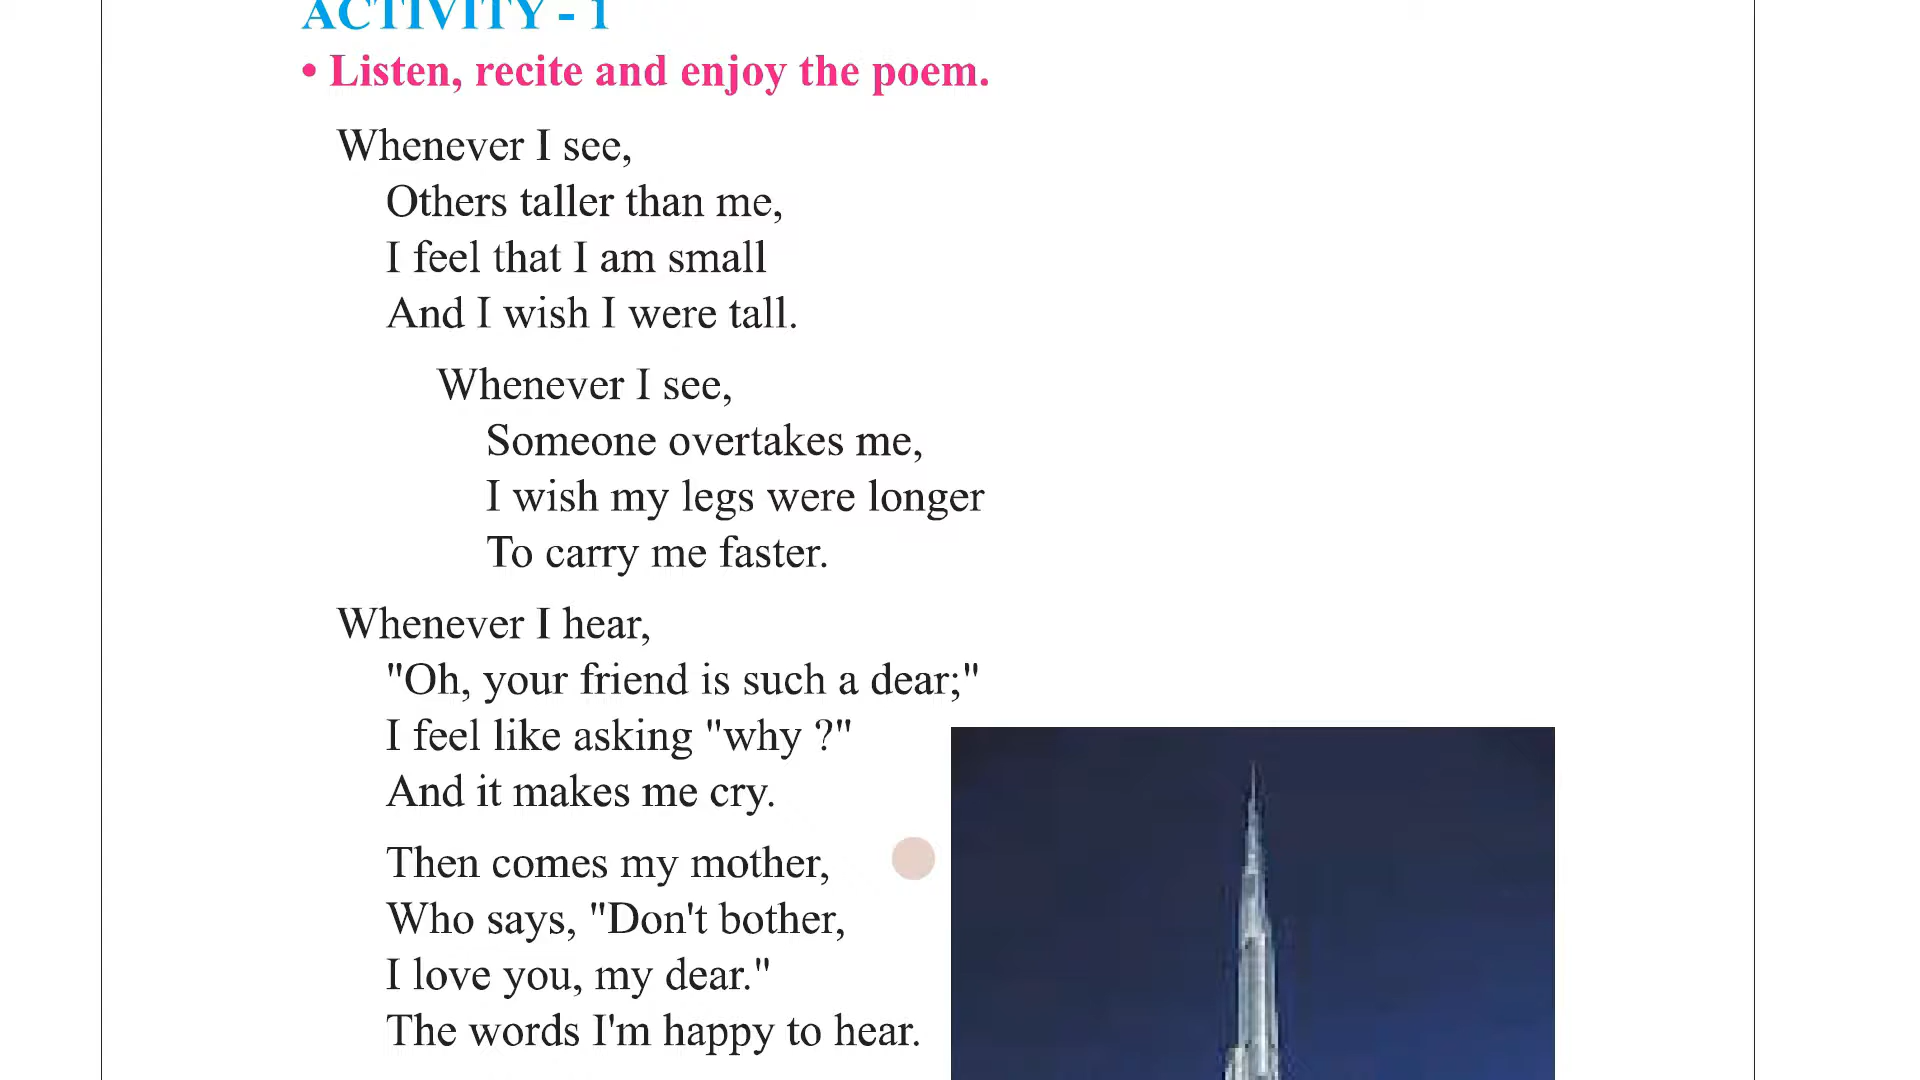 ACTIVITY - 1
• Listen, recite and enjoy the poem.
Whenever I see,
Others taller than me,
I feel that I am small
And I wish I were tall.
Whenever I see,
Someone overtakes me,
I wish my legs were longer
To carry me faster.
Whenever I hear,
"Oh, your friend is such a dear;"
I feel like asking "why ?"
And it makes me cry.
Then comes my mother,
Who says, "Don't bother,
I love you, my dear."
The words I'm happy to hear.